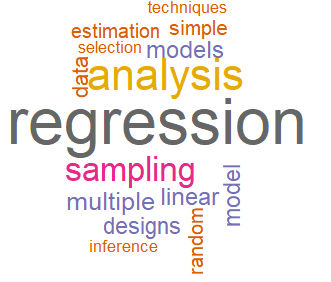 techniques
estimation simple
selection models
data
analysis
regression
sampling
multiple linear
model
designs
random
inference